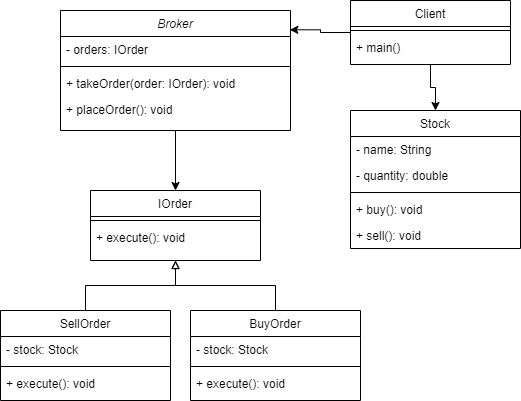 Broker
- orders: IOrder
+ takeOrder(order: IOrder): void
+ placeOrder(): void
Client
+ main()
Stock
- name: String
- quantity: double
+ buy(): void
+ sell(): void
IOrder
+ execute(): void
SellOrder
- stock: Stock
+ execute(): void
BuyOrder
- stock: Stock
+ execute(): void